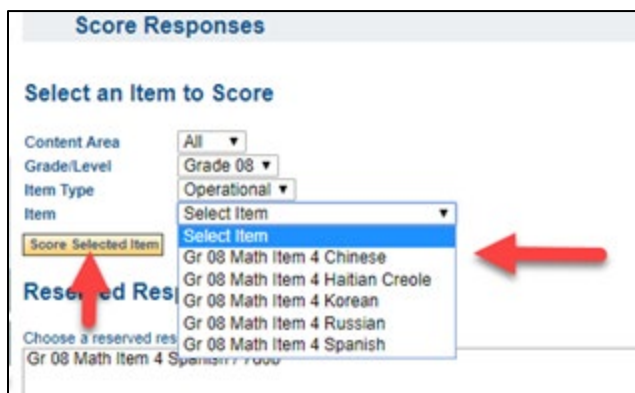 Score Responses
Select an Item to Score
Content Area All
Grade/Level Grade 08
Item Type Operational
Item Select Item
Select Item
Score Selected Item
Gr 08 Math Item 4 Chinese
Gr 08 Math Item 4 Haitian Creole
Gr 08 Math Item 4 Korean
Gr 08 Math Item 4 Russian
Gr 08 Math Item 4 Spanish
Choose a reserved
Gr 08 Math Item 4 Spanish /